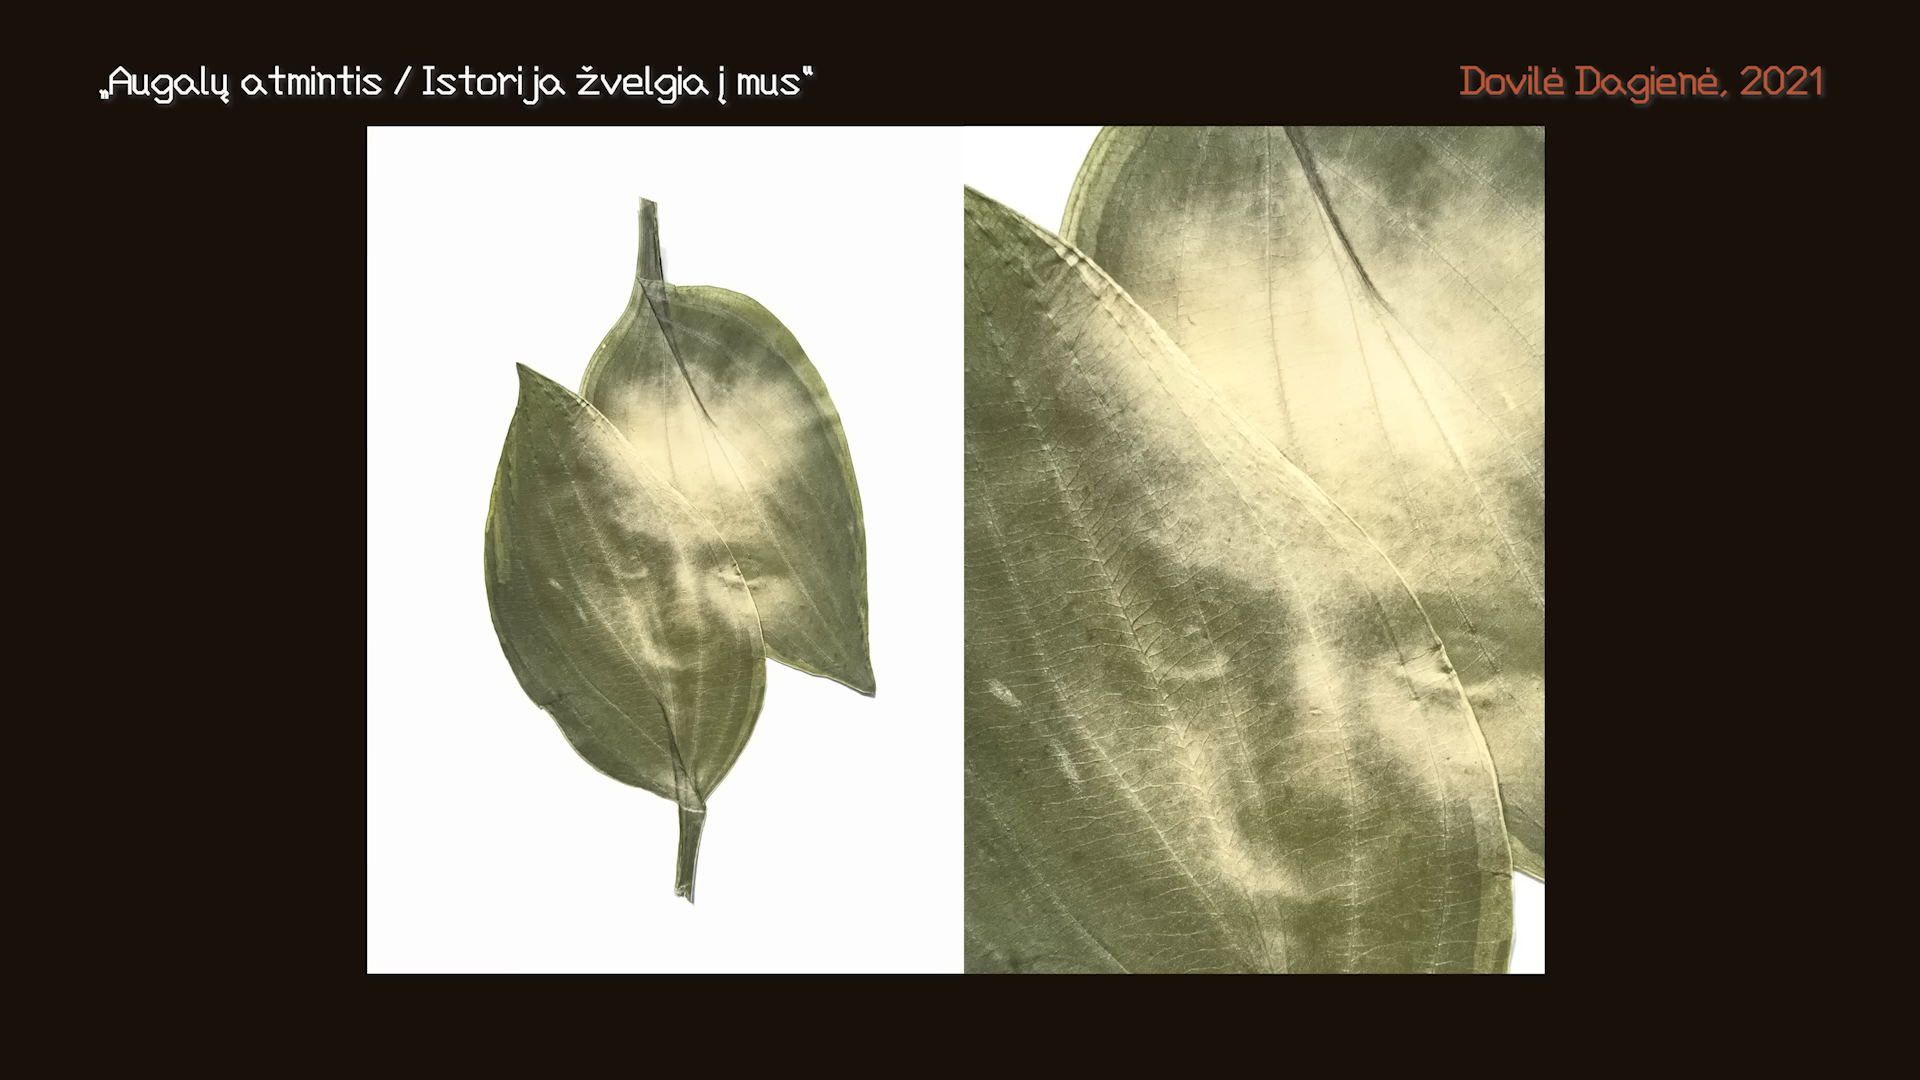 „Augalų atmintis / Istorija žvelgia į mus“
Dovilė Dagienė, 2021